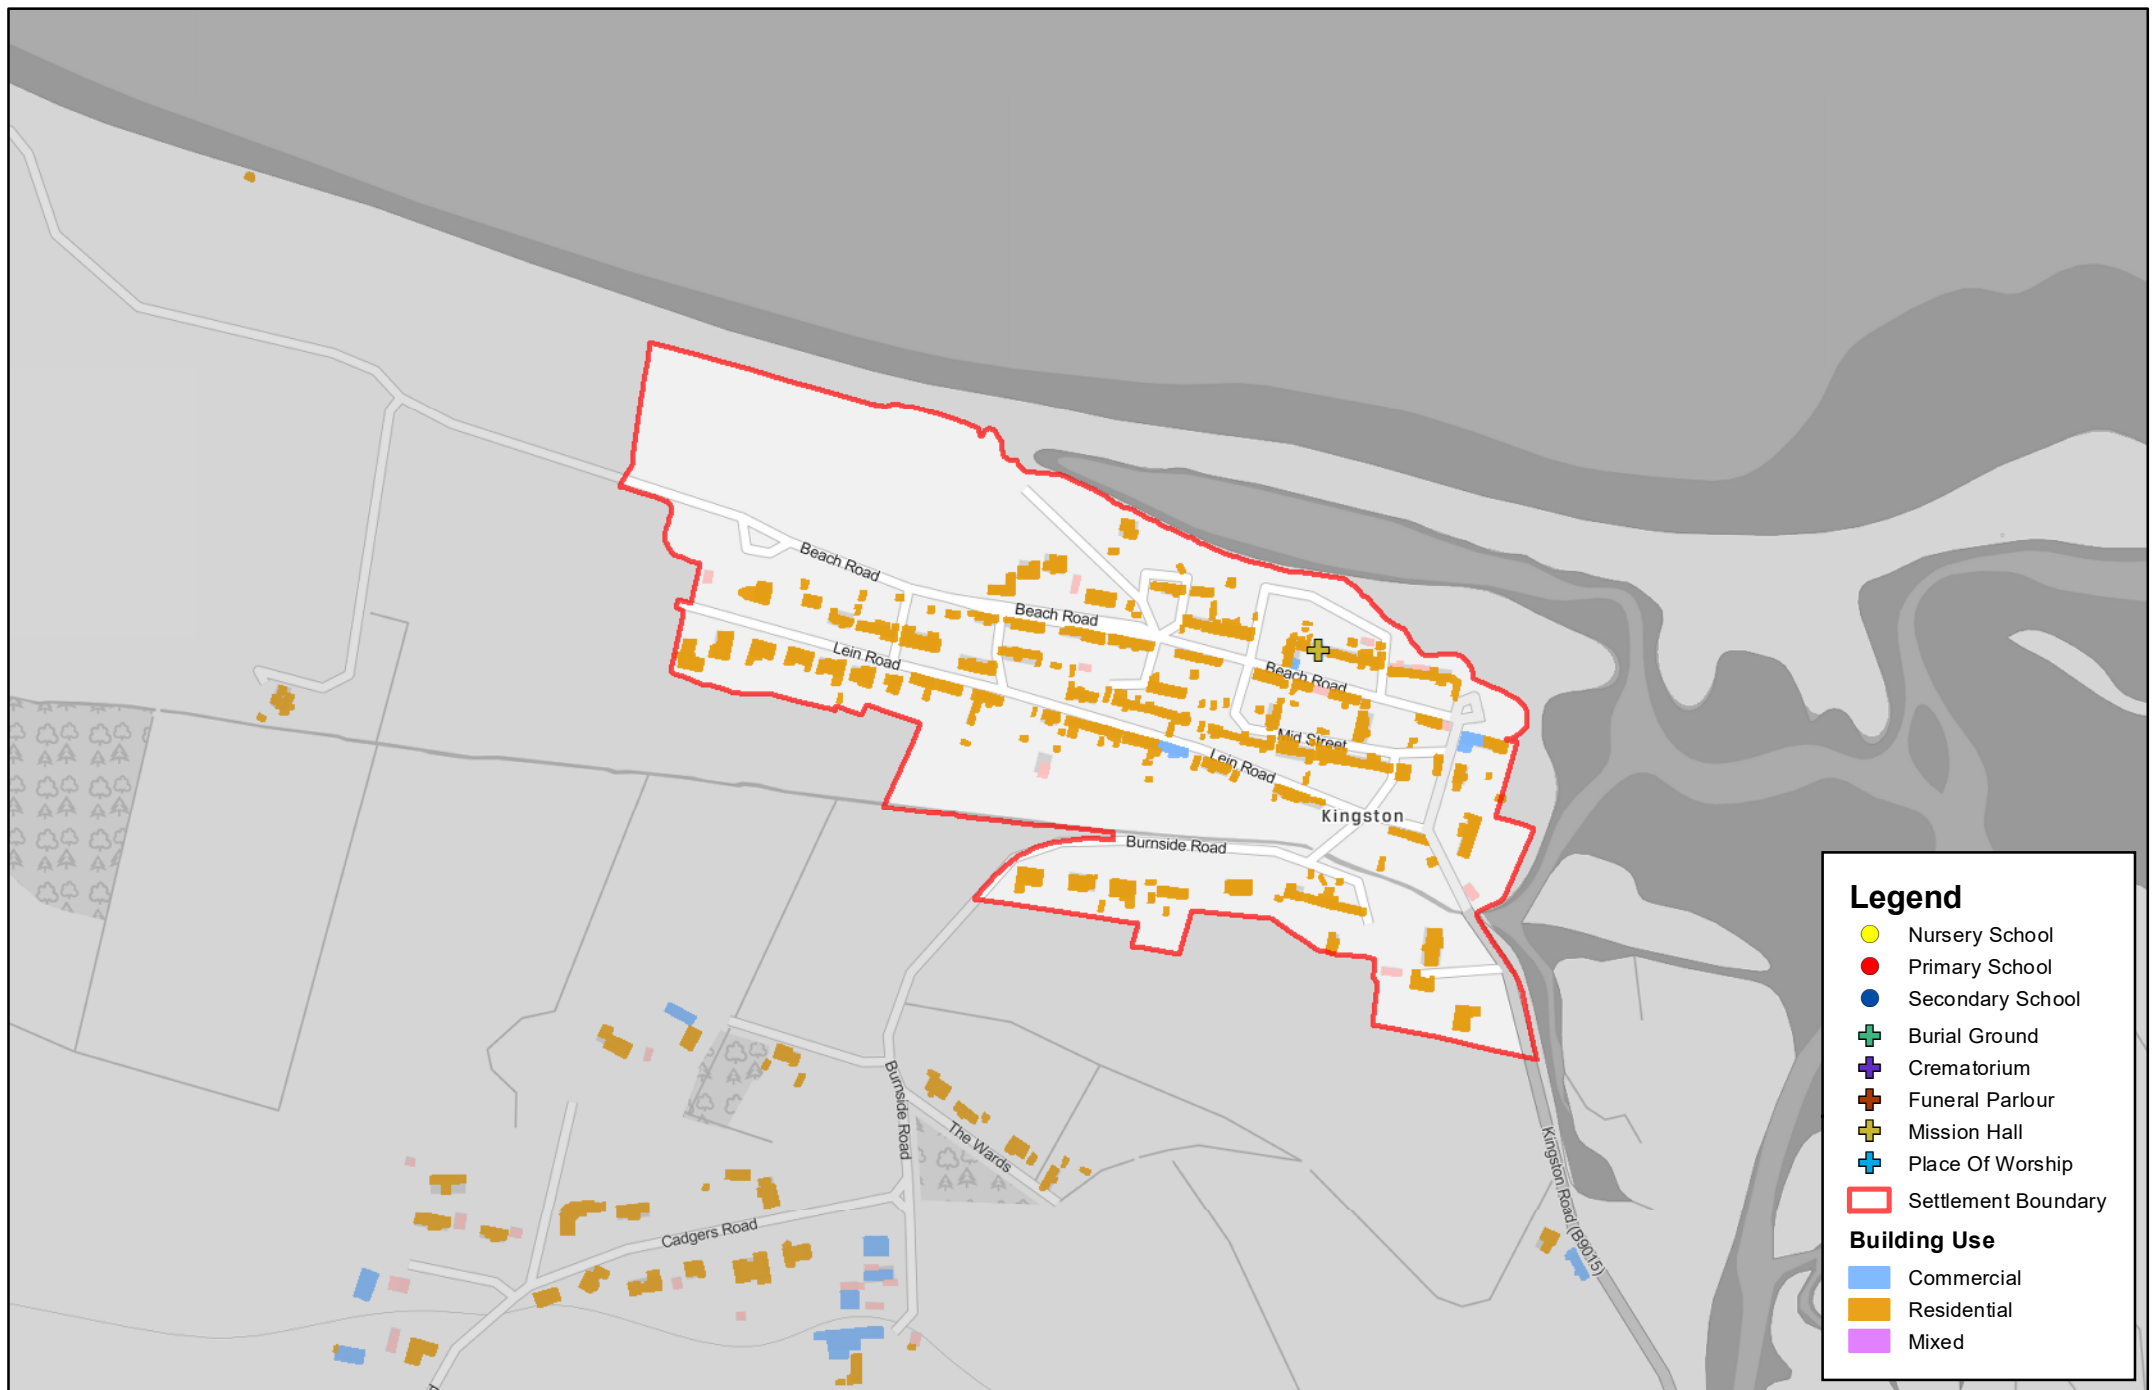 Beach Road
Beach Road
Lein Road
Beach Road
Mid Street
Lein Road
Kingston
Burnside Road
Burnside Road
The Wards
Cadgers Road
Kingston Road (B9015)
Legend
Nursery School
Primary School
Secondary School
Burial Ground
Crematorium
Funeral Parlour
Mission Hall
Place Of Worship
Settlement Boundary
Building Use
Commercial
Residential
Mixed